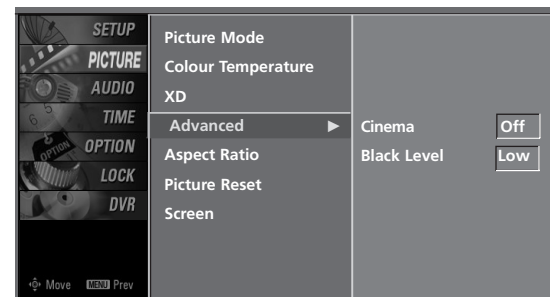 SETUP
PICTURE
AUDIO
TIME
OPTION
LOCK
DVR
Move MENU Prev
Picture Mode
Colour Temperature
XD
Advanced ▶
Aspect Ratio
Picture Reset
Screen
Cinema Off
Black Level Low